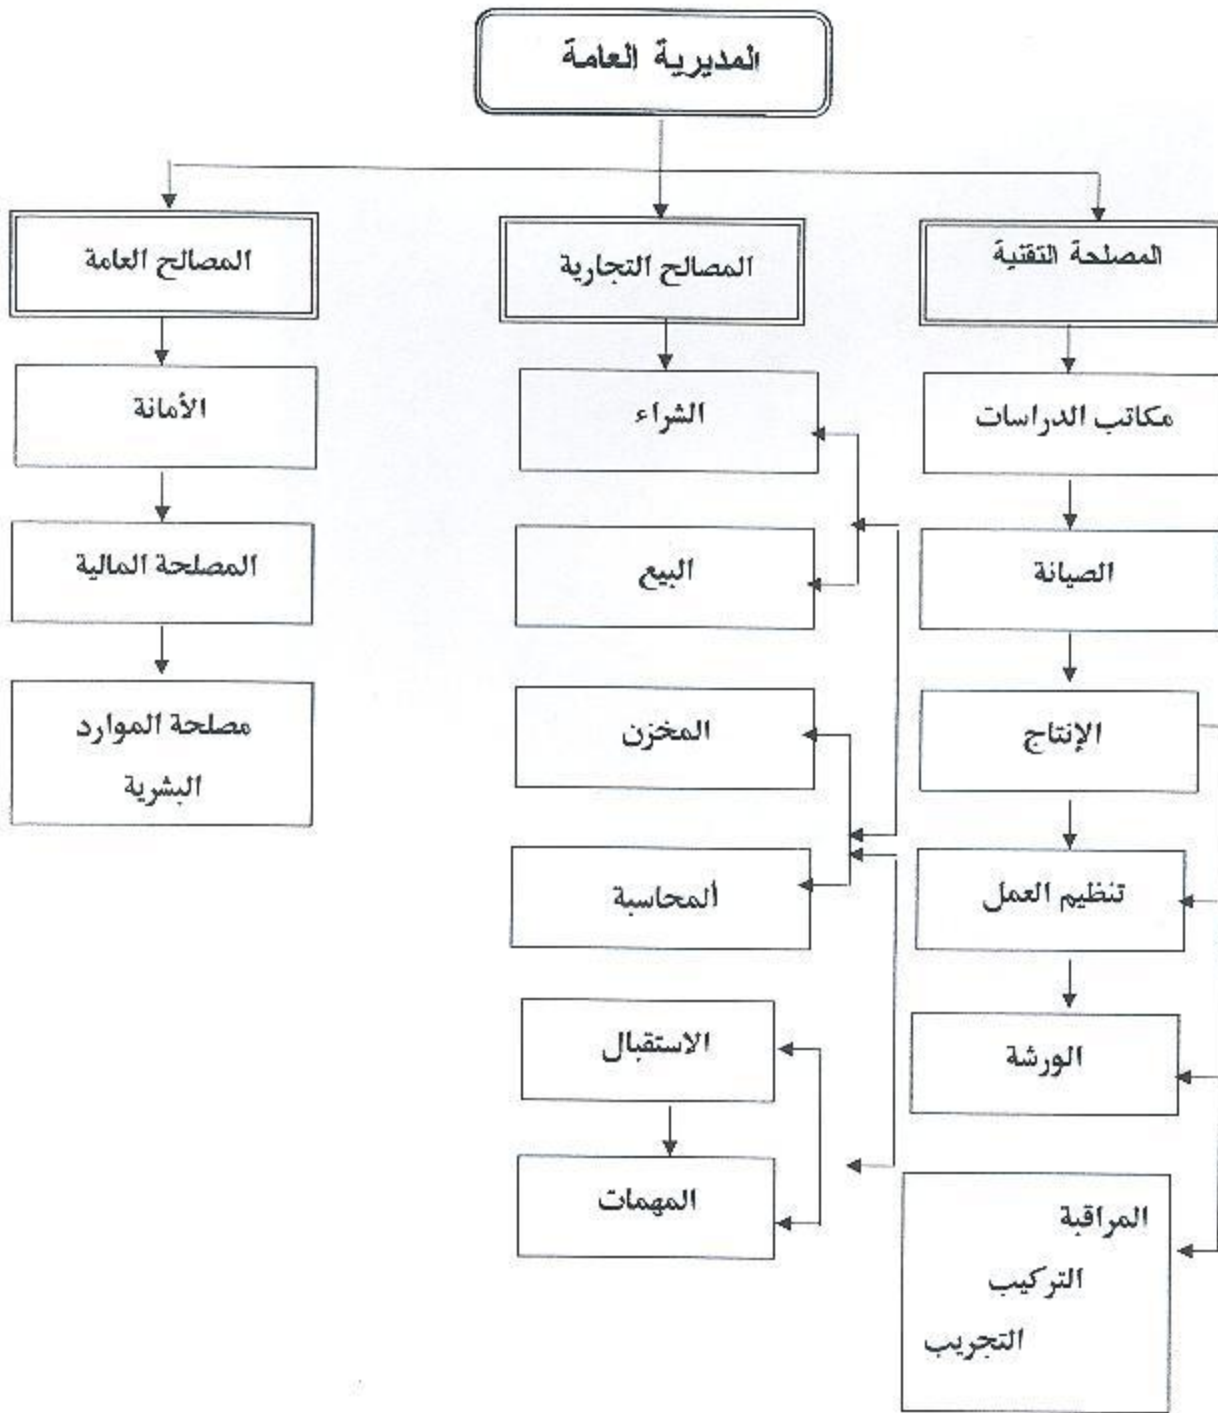 المديرية العامة
المصلحة التقنية
المصالح التجارية
المصالح العامة
مكاتب الدراسات
الشراء
الأمانة
الصيانة
البيع
المصلحة المالية
الإنتاج
المخزن
مصلحة الموارد
البشرية
تنظيم العمل
ألمحاسبة
الورشة
الاستقبال
المهمات
المراقبة
التركيب
التجريب